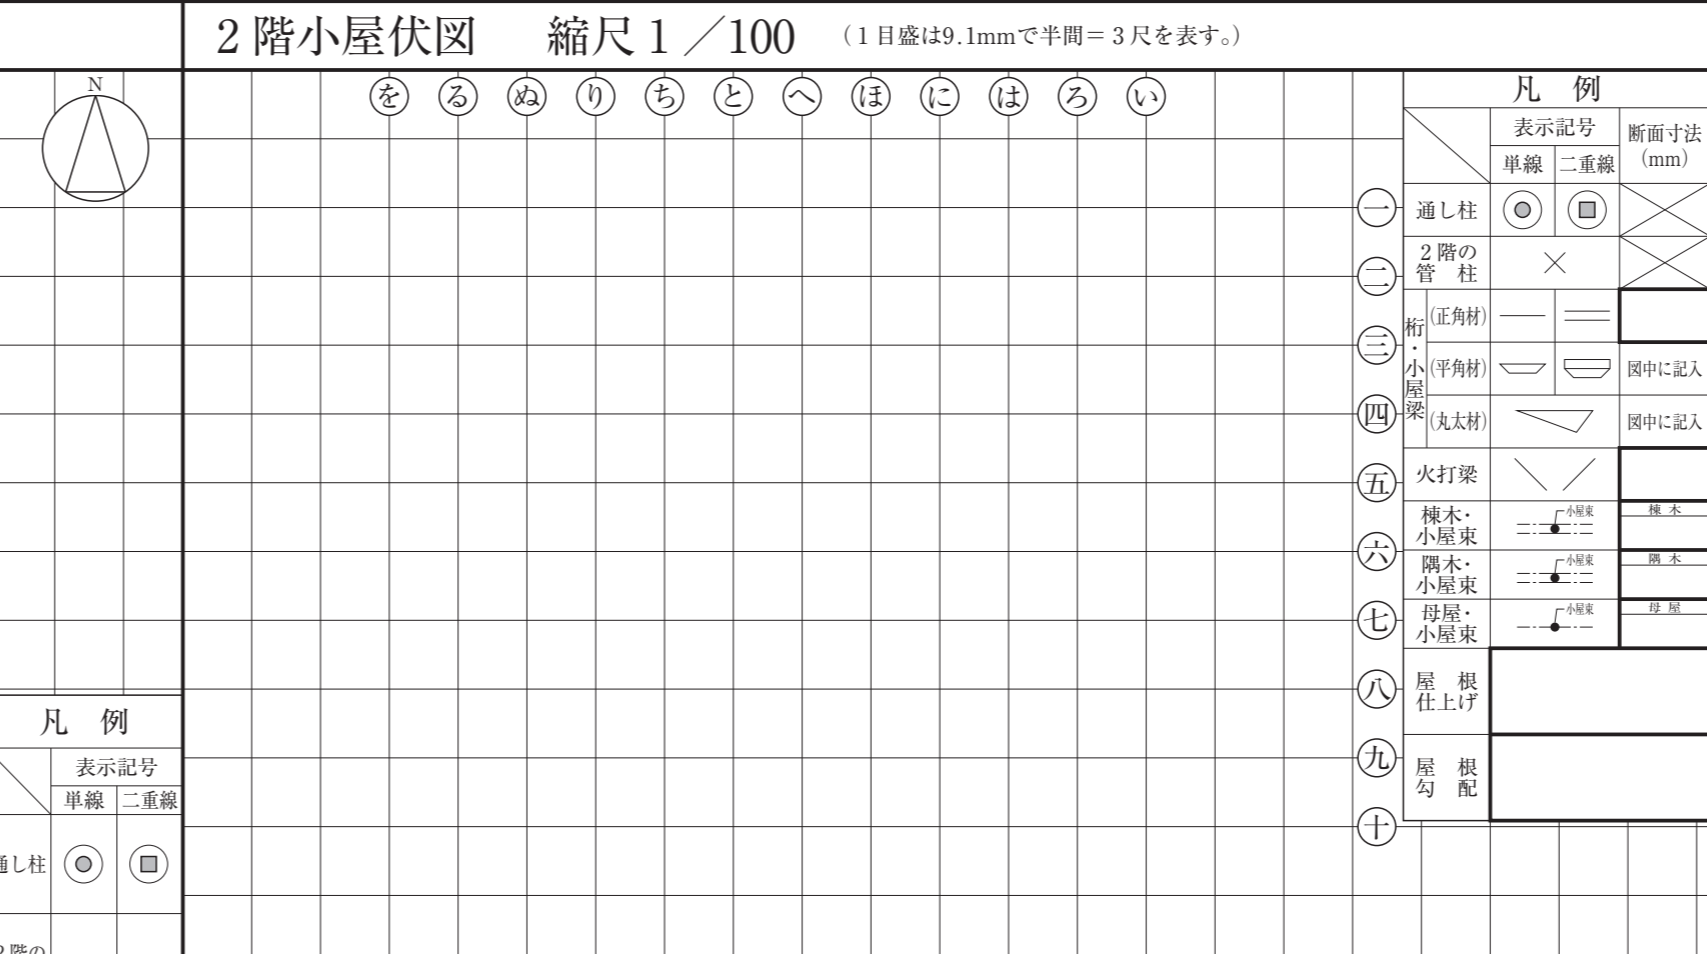 ２階小屋伏図　縮尺１／100　（１目盛は9.1mmで半間＝３尺を表す。）
N
を る ぬ り ち と へ ほ に は ろ い
一
二
三
四
五
六
七
八
九
十
凡　例
表示記号
断面寸法
(mm)
単線 二重線
通し柱
２階の
管　柱
桁・小屋梁
(正角材)
(平角材) 図中に記入
(丸太材) 図中に記入
火打梁
棟木・
小屋束
小屋束
棟木
隅木・
小屋束
小屋束
隅木
母屋・
小屋束
小屋束
母屋
屋　根
仕上げ
屋　根
勾　配
凡　例
表示記号
単線 二重線
通し柱
２階の